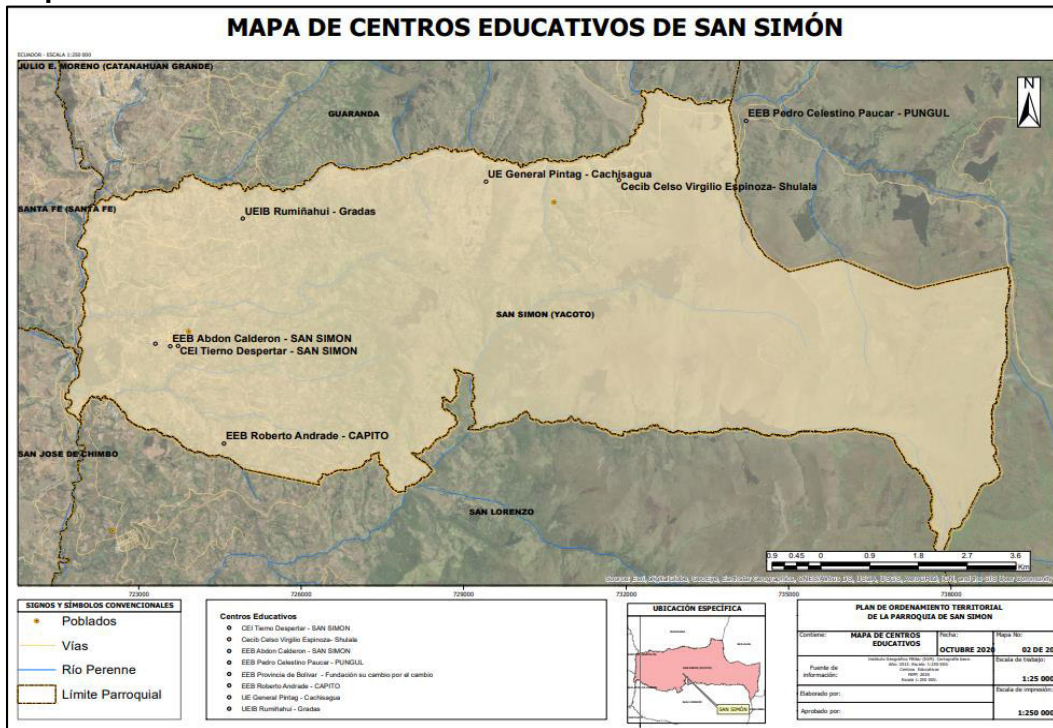 MAPA DE CENTROS EDUCATIVOS DE SAN SIMÓN
ECUADOR - ESCALA 1:250 000
JULIO E. MORENO (CATANAHUAN GRANDE)
GUARANDA
N
EEB Pedro Celestino Paucar - PUNGUL
UE General Pintag - Cachisagua
Cecib Celso Virgilio Espinoza- Shulala
SANTA FE (SANTA FE)
UEIB Rumiñahui - Gradas
SAN SIMON (YACOTO)
EEB Abdon Calderon - SAN SIMON
CEI Tierno Despertar - SAN SIMON
EEB Roberto Andrade - CAPITO
SAN JOSE DE CHIMBO
SAN LORENZO
0.9 0.45 0 0.9 1.8 2.7 3.6
Km
723000 726000 729000 732000 735000 738000
SIGNOS Y SÍMBOLOS CONVENCIONALES
Poblados
Vías
Río Perenne
Límite Parroquial
Centros Educativos
CEI Tierno Despertar - SAN SIMON
Cecib Celso Virgilio Espinoza- Shulala
EEB Abdon Calderon - SAN SIMON
EEB Pedro Celestino Paucar - PUNGUL
EEB Provincia de Bolivar - Fundación su cambio por el cambio
EEB Roberto Andrade - CAPITO
UE General Pintag - Cachisagua
UEIB Rumiñahui - Gradas
UBICACIÓN ESPECÍFICA
SAN SIMÓN
PLAN DE ORDENAMIENTO TERRITORIAL
DE LA PARROQUIA DE SAN SIMON
Contiene:
MAPA DE CENTROS
EDUCATIVOS
Fecha:
OCTUBRE 2020
Mapa No:
02 DE 20
Fuente de
información:
Escala de trabajo:
1:25 000
Elaborado por:
Escala de impresión:
Aprobado por:
1:250 000